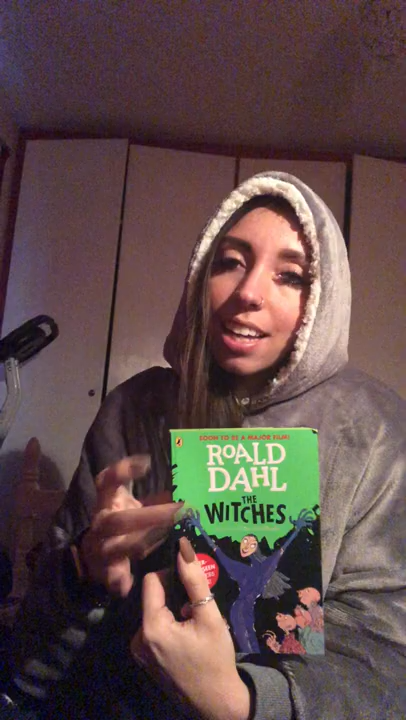 SOON TO BE A MAJOR FILM!
ROALD
DAHL
THE
WITCHES